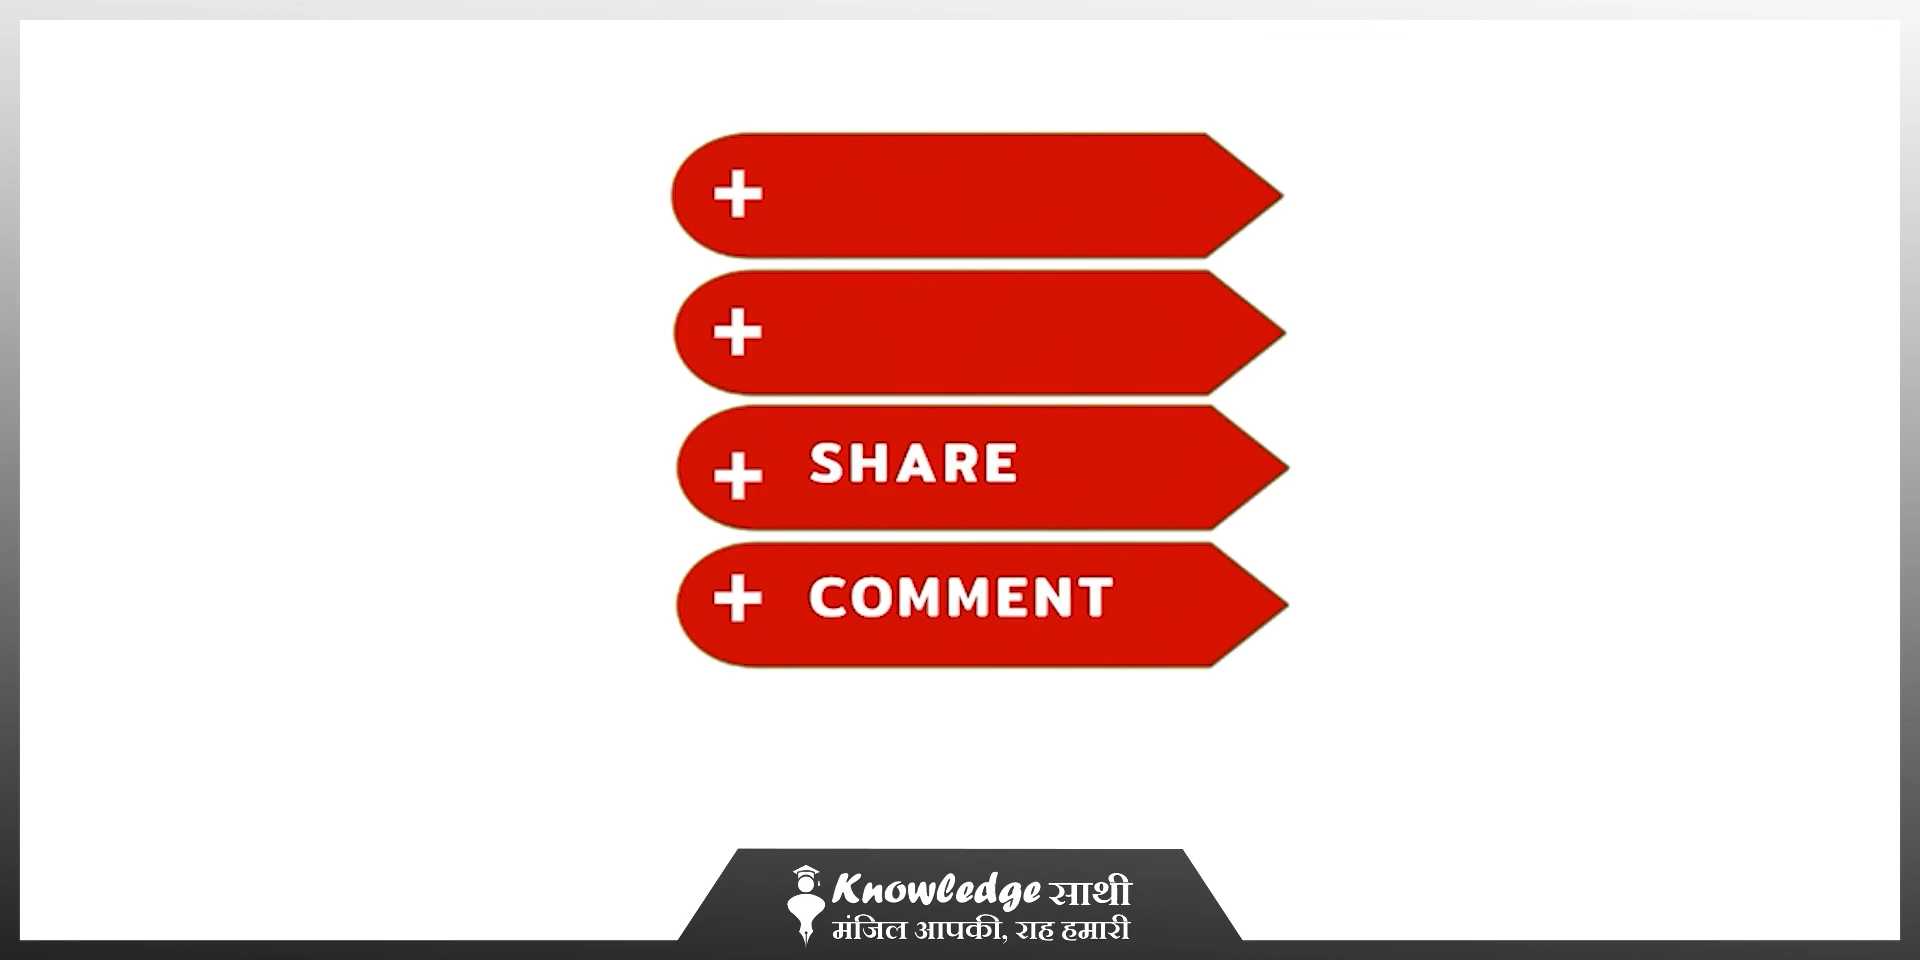 +
+
+ SHARE
+ COMMENT
Knowledge साथी
मंजिल आपकी, राह हमारी